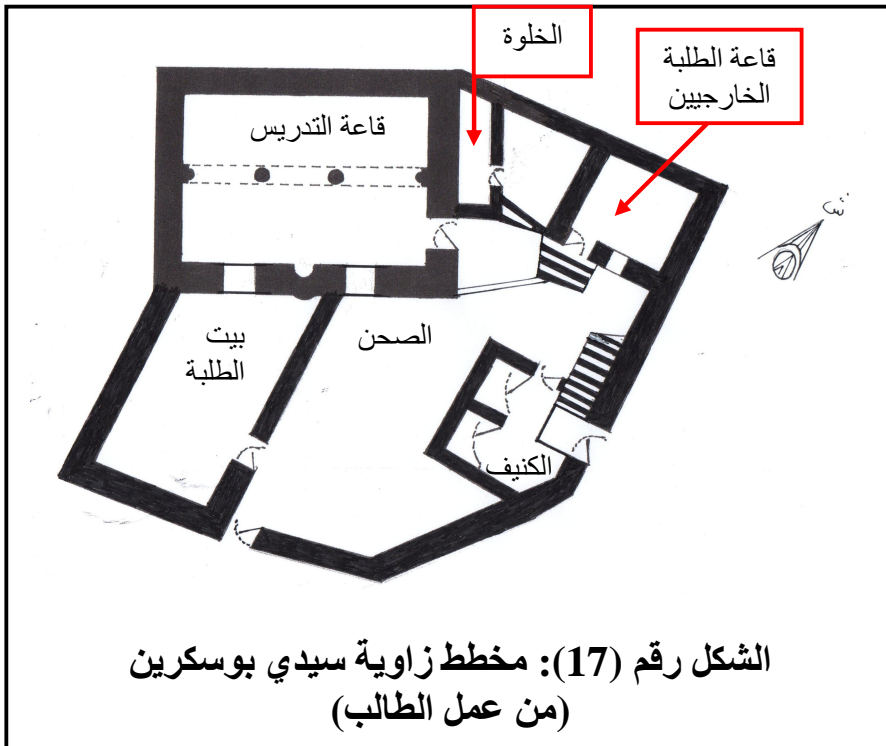 الخلوة
قاعة الطلبة
الخارجيين
قاعة التدريس
ش
الصحن
بيت
الطلبة
الكنيف
الشكل رقم (17): مخطط زاوية سيدي بوسكرين
(من عمل الطالب)